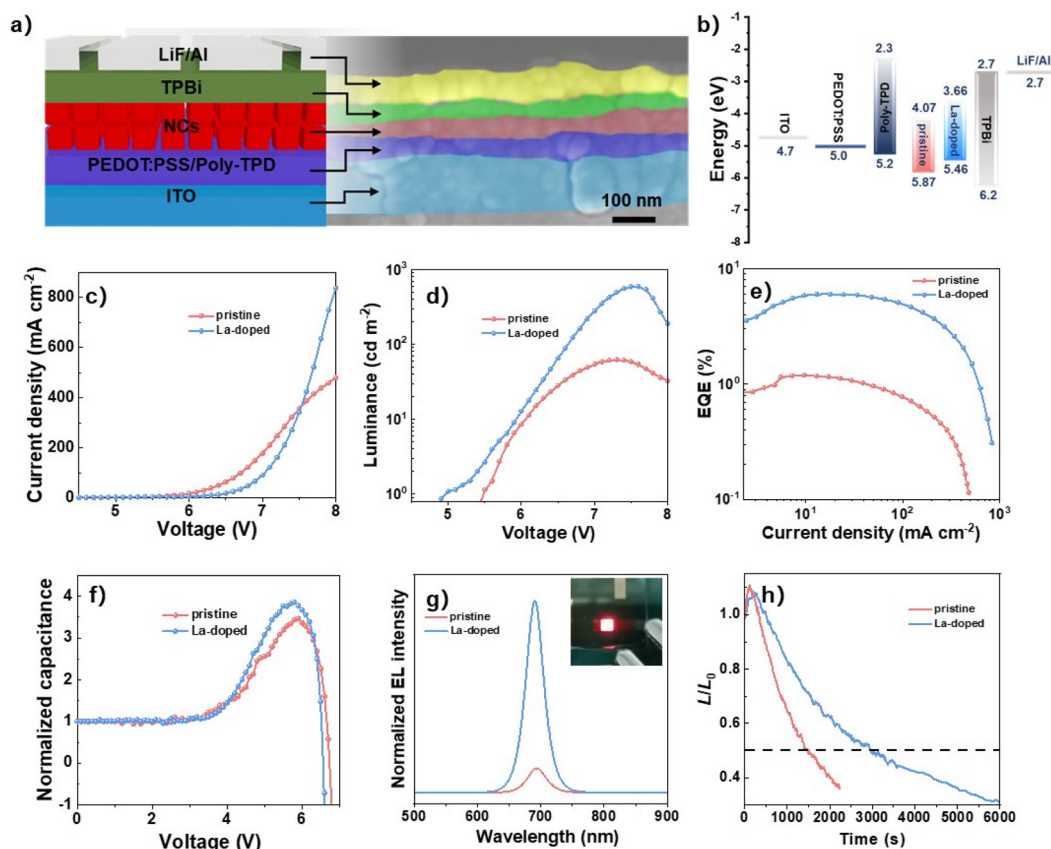 a)
LiF/Al
TPBi
NCs
PEDOT:PSS/Poly-TPD
ITO
100 nm
b)
Energy (eV)
-1
-2
-3
-4
-5
-6
-7
-8
ITO
4.7
PEDOT:PSS
5.0
2.3
Poly-TPD
5.2
4.07
pristine
5.87
3.66
La-doped
5.46
2.7
TPBi
6.2
LiF/Al
2.7
c)
Current density (mA cm-2)
800
600
400
200
0
pristine
La-doped
5
6
7
8
Voltage (V)
d)
Luminance (cd m-2)
10³
10²
10¹
10⁰
pristine
La-doped
5
6
7
8
Voltage (V)
e)
EQE (%)
10¹
10⁰
10⁻¹
pristine
La-doped
10¹
10²
10³
Current density (mA cm-2)
f)
Normalized capacitance
4
3
2
1
0
-1
pristine
La-doped
0
2
4
6
Voltage (V)
g)
Normalized EL intensity
pristine
La-doped
500
600
700
800
900
Wavelength (nm)
h)
L/L0
1.0
0.8
0.6
0.4
pristine
La-doped
0
1000
2000
3000
4000
5000
6000
Time (s)